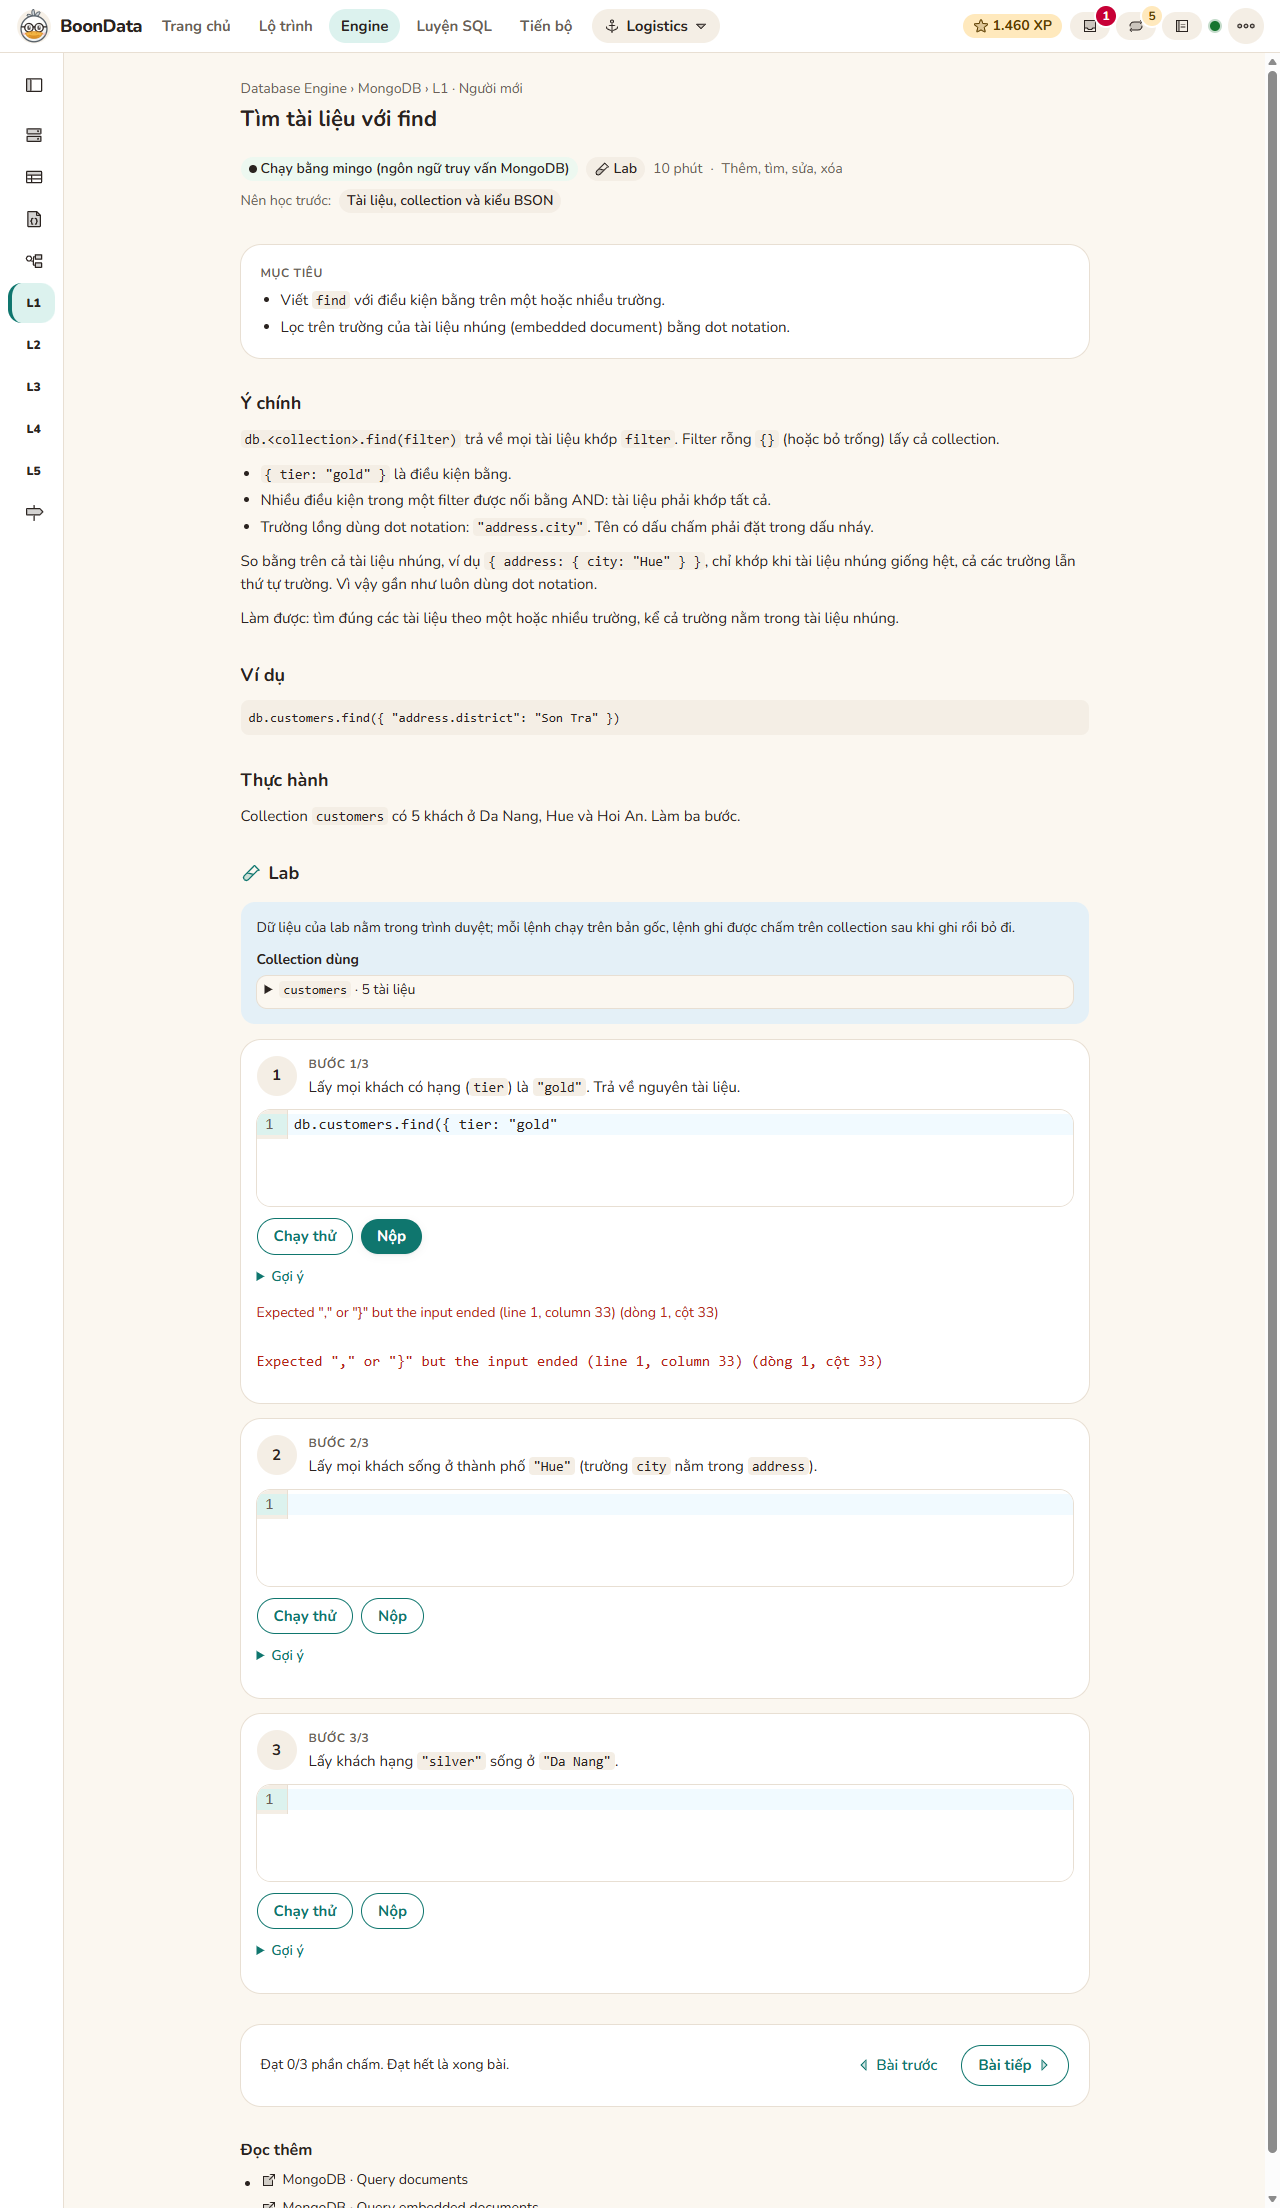 BoonData Trang chủ Lộ trình Engine Luyện SQL Tiến bộ Logistics 1.460 XP 1 5
L1
L2
L3
L4
L5
Database Engine › MongoDB › L1 · Người mới
Tìm tài liệu với find
Chạy bằng mingo (ngôn ngữ truy vấn MongoDB) Lab 10 phút · Thêm, tìm, sửa, xóa
Nên học trước: Tài liệu, collection và kiểu BSON
MỤC TIÊU
• Viết find với điều kiện bằng trên một hoặc nhiều trường.
• Lọc trên trường của tài liệu nhúng (embedded document) bằng dot notation.
Ý chính
db.<collection>.find(filter) trả về mọi tài liệu khớp filter. Filter rỗng {} (hoặc bỏ trống) lấy cả collection.
• { tier: "gold" } là điều kiện bằng.
• Nhiều điều kiện trong một filter được nối bằng AND: tài liệu phải khớp tất cả.
• Trường lồng dùng dot notation: "address.city". Tên có dấu chấm phải đặt trong dấu nháy.
So bằng trên cả tài liệu nhúng, ví dụ { address: { city: "Hue" } }, chỉ khớp khi tài liệu nhúng giống hệt, cả các trường lẫn
thứ tự trường. Vì vậy gần như luôn dùng dot notation.
Làm được: tìm đúng các tài liệu theo một hoặc nhiều trường, kể cả trường nằm trong tài liệu nhúng.
Ví dụ
db.customers.find({ "address.district": "Son Tra" })
Thực hành
Collection customers có 5 khách ở Da Nang, Hue và Hoi An. Làm ba bước.
Lab
Dữ liệu của lab nằm trong trình duyệt; mỗi lệnh chạy trên bản gốc, lệnh ghi được chấm trên collection sau khi ghi rồi bỏ đi.
Collection dùng
customers · 5 tài liệu
1 BƯỚC 1/3
Lấy mọi khách có hạng (tier) là "gold". Trả về nguyên tài liệu.
1 db.customers.find({ tier: "gold"
Chạy thử Nộp
Gợi ý
Expected "," or "}" but the input ended (line 1, column 33) (dòng 1, cột 33)
Expected "," or "}" but the input ended (line 1, column 33) (dòng 1, cột 33)
2 BƯỚC 2/3
Lấy mọi khách sống ở thành phố "Hue" (trường city nằm trong address).
1
Chạy thử Nộp
Gợi ý
3 BƯỚC 3/3
Lấy khách hạng "silver" sống ở "Da Nang".
1
Chạy thử Nộp
Gợi ý
Đạt 0/3 phần chấm. Đạt hết là xong bài. Bài trước Bài tiếp
Đọc thêm
• MongoDB · Query documents
MongoDB · Query embedded documents